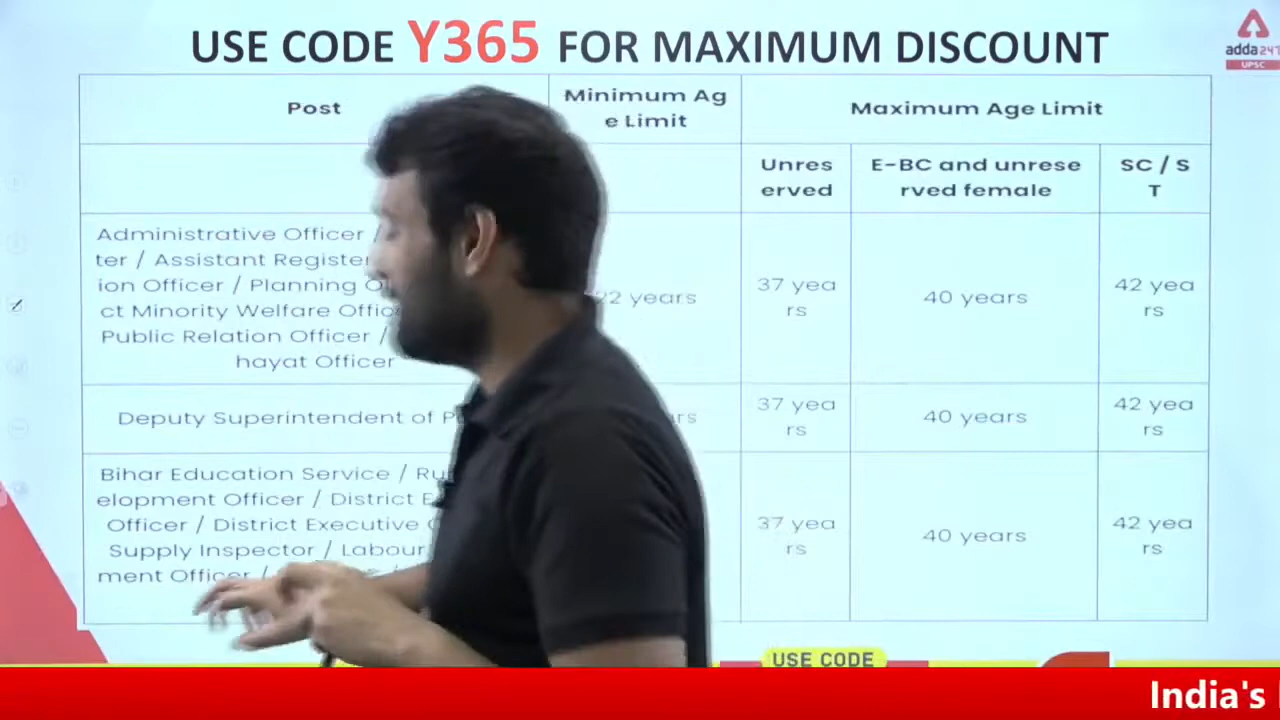 USE CODE Y365 FOR MAXIMUM DISCOUNT
adda247
UPSC
Post
Minimum Ag
e Limit
Maximum Age Limit
Unres
erved
E-BC and unrese
rved female
SC / S
T
Administrative Officer /
ter / Assistant Register
ion Officer / Planning
ct Minority Welfare
Public Relation Officer /
hayat Officer
22 years
37 yea
rs
40 years
42 yea
rs
Deputy Superintendent of
37 yea
rs
40 years
42 yea
rs
Bihar Education Service /
elopment Officer / District
Officer / District Executive
Supply Inspector / Labour
ment Officer /
37 yea
rs
40 years
42 yea
rs
USE CODE
India's